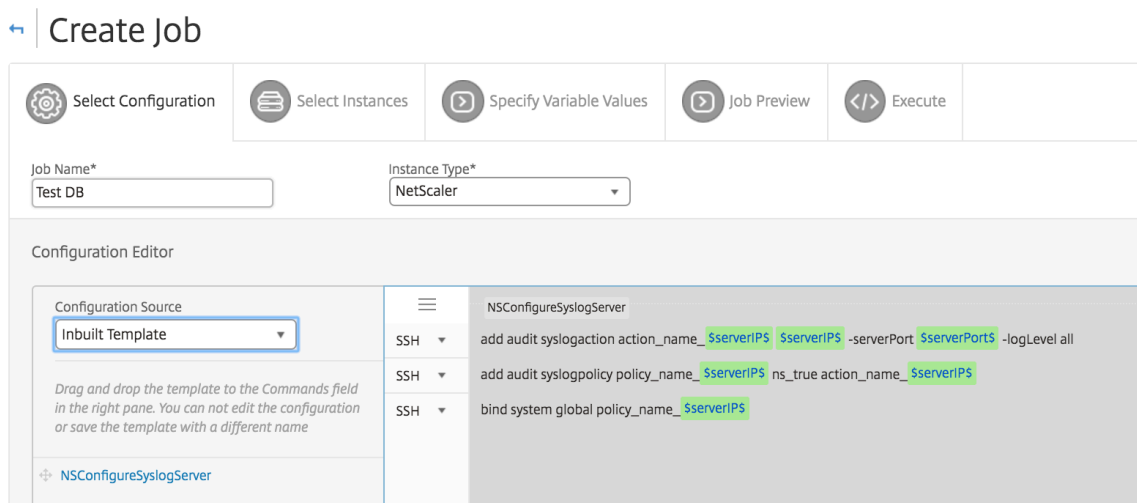 Create Job
Select Configuration
Select Instances
Specify Variable Values
Job Preview
Execute
Job Name*
Instance Type*
Test DB
NetScaler
Configuration Editor
Configuration Source
Inbuilt Template
Drag and drop the template to the Commands field
in the right pane. You can not edit the configuration
or save the template with a different name
NSConfigureSyslogServer
NSConfigureSyslogServer
SSH add audit syslogaction action_name_$serverIP$ $serverIP$ -serverPort $serverPort$ -logLevel all
SSH add audit syslogpolicy policy_name_$serverIP$ ns_true action_name_$serverIP$
SSH bind system global policy_name_$serverIP$